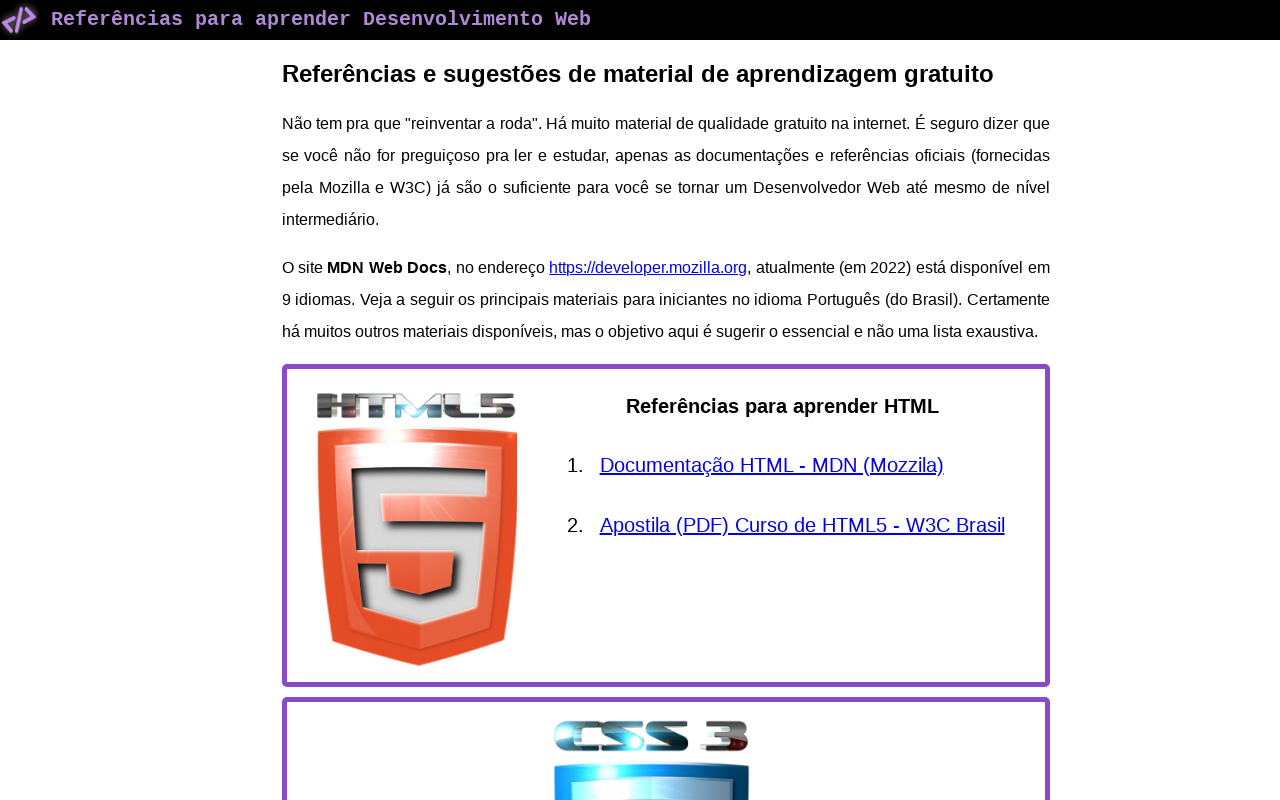 Referências para aprender Desenvolvimento Web
Referências e sugestões de material de aprendizagem gratuito
Não tem pra que "reinventar a roda". Há muito material de qualidade gratuito na internet. É seguro dizer que
se você não for preguiçoso pra ler e estudar, apenas as documentações e referências oficiais (fornecidas
pela Mozilla e W3C) já são o suficiente para você se tornar um Desenvolvedor Web até mesmo de nível
intermediário.
O site MDN Web Docs, no endereço https://developer.mozilla.org, atualmente (em 2022) está disponível em
9 idiomas. Veja a seguir os principais materiais para iniciantes no idioma Português (do Brasil). Certamente
há muitos outros materiais disponíveis, mas o objetivo aqui é sugerir o essencial e não uma lista exaustiva.
HTML5
5
Referências para aprender HTML
1. Documentação HTML - MDN (Mozzila)
2. Apostila (PDF) Curso de HTML5 - W3C Brasil
CSS 3